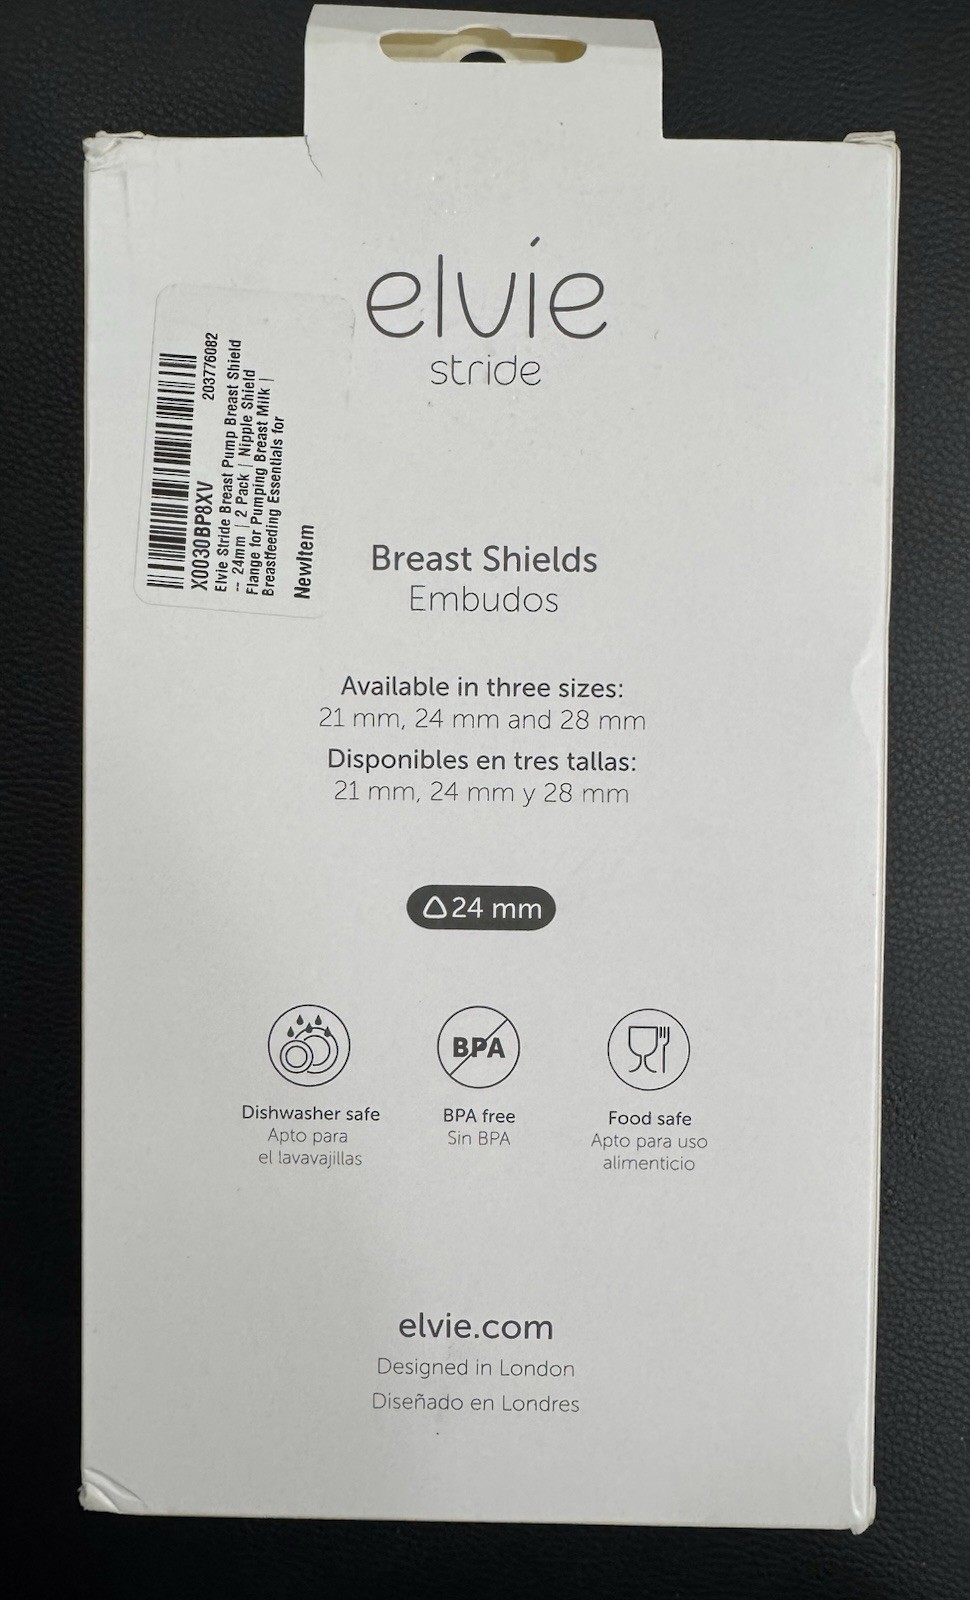 elvie
stride
203776082
X0030BP8XV
Elvie Stride Breast Pump Breast Shield
-- 24mm | 2 Pack | Nipple Shield
Flange for Pumping Breast Milk |
Breastfeeding Essentials for
NewItem
Breast Shields
Embudos
Available in three sizes:
21 mm, 24 mm and 28 mm
Disponibles en tres tallas:
21 mm, 24 mm y 28 mm
24 mm
BPA
Dishwasher safe
Apto para
el lavavajillas
BPA free
Sin BPA
Food safe
Apto para uso
alimenticio
elvie.com
Designed in London
Diseñado en Londres